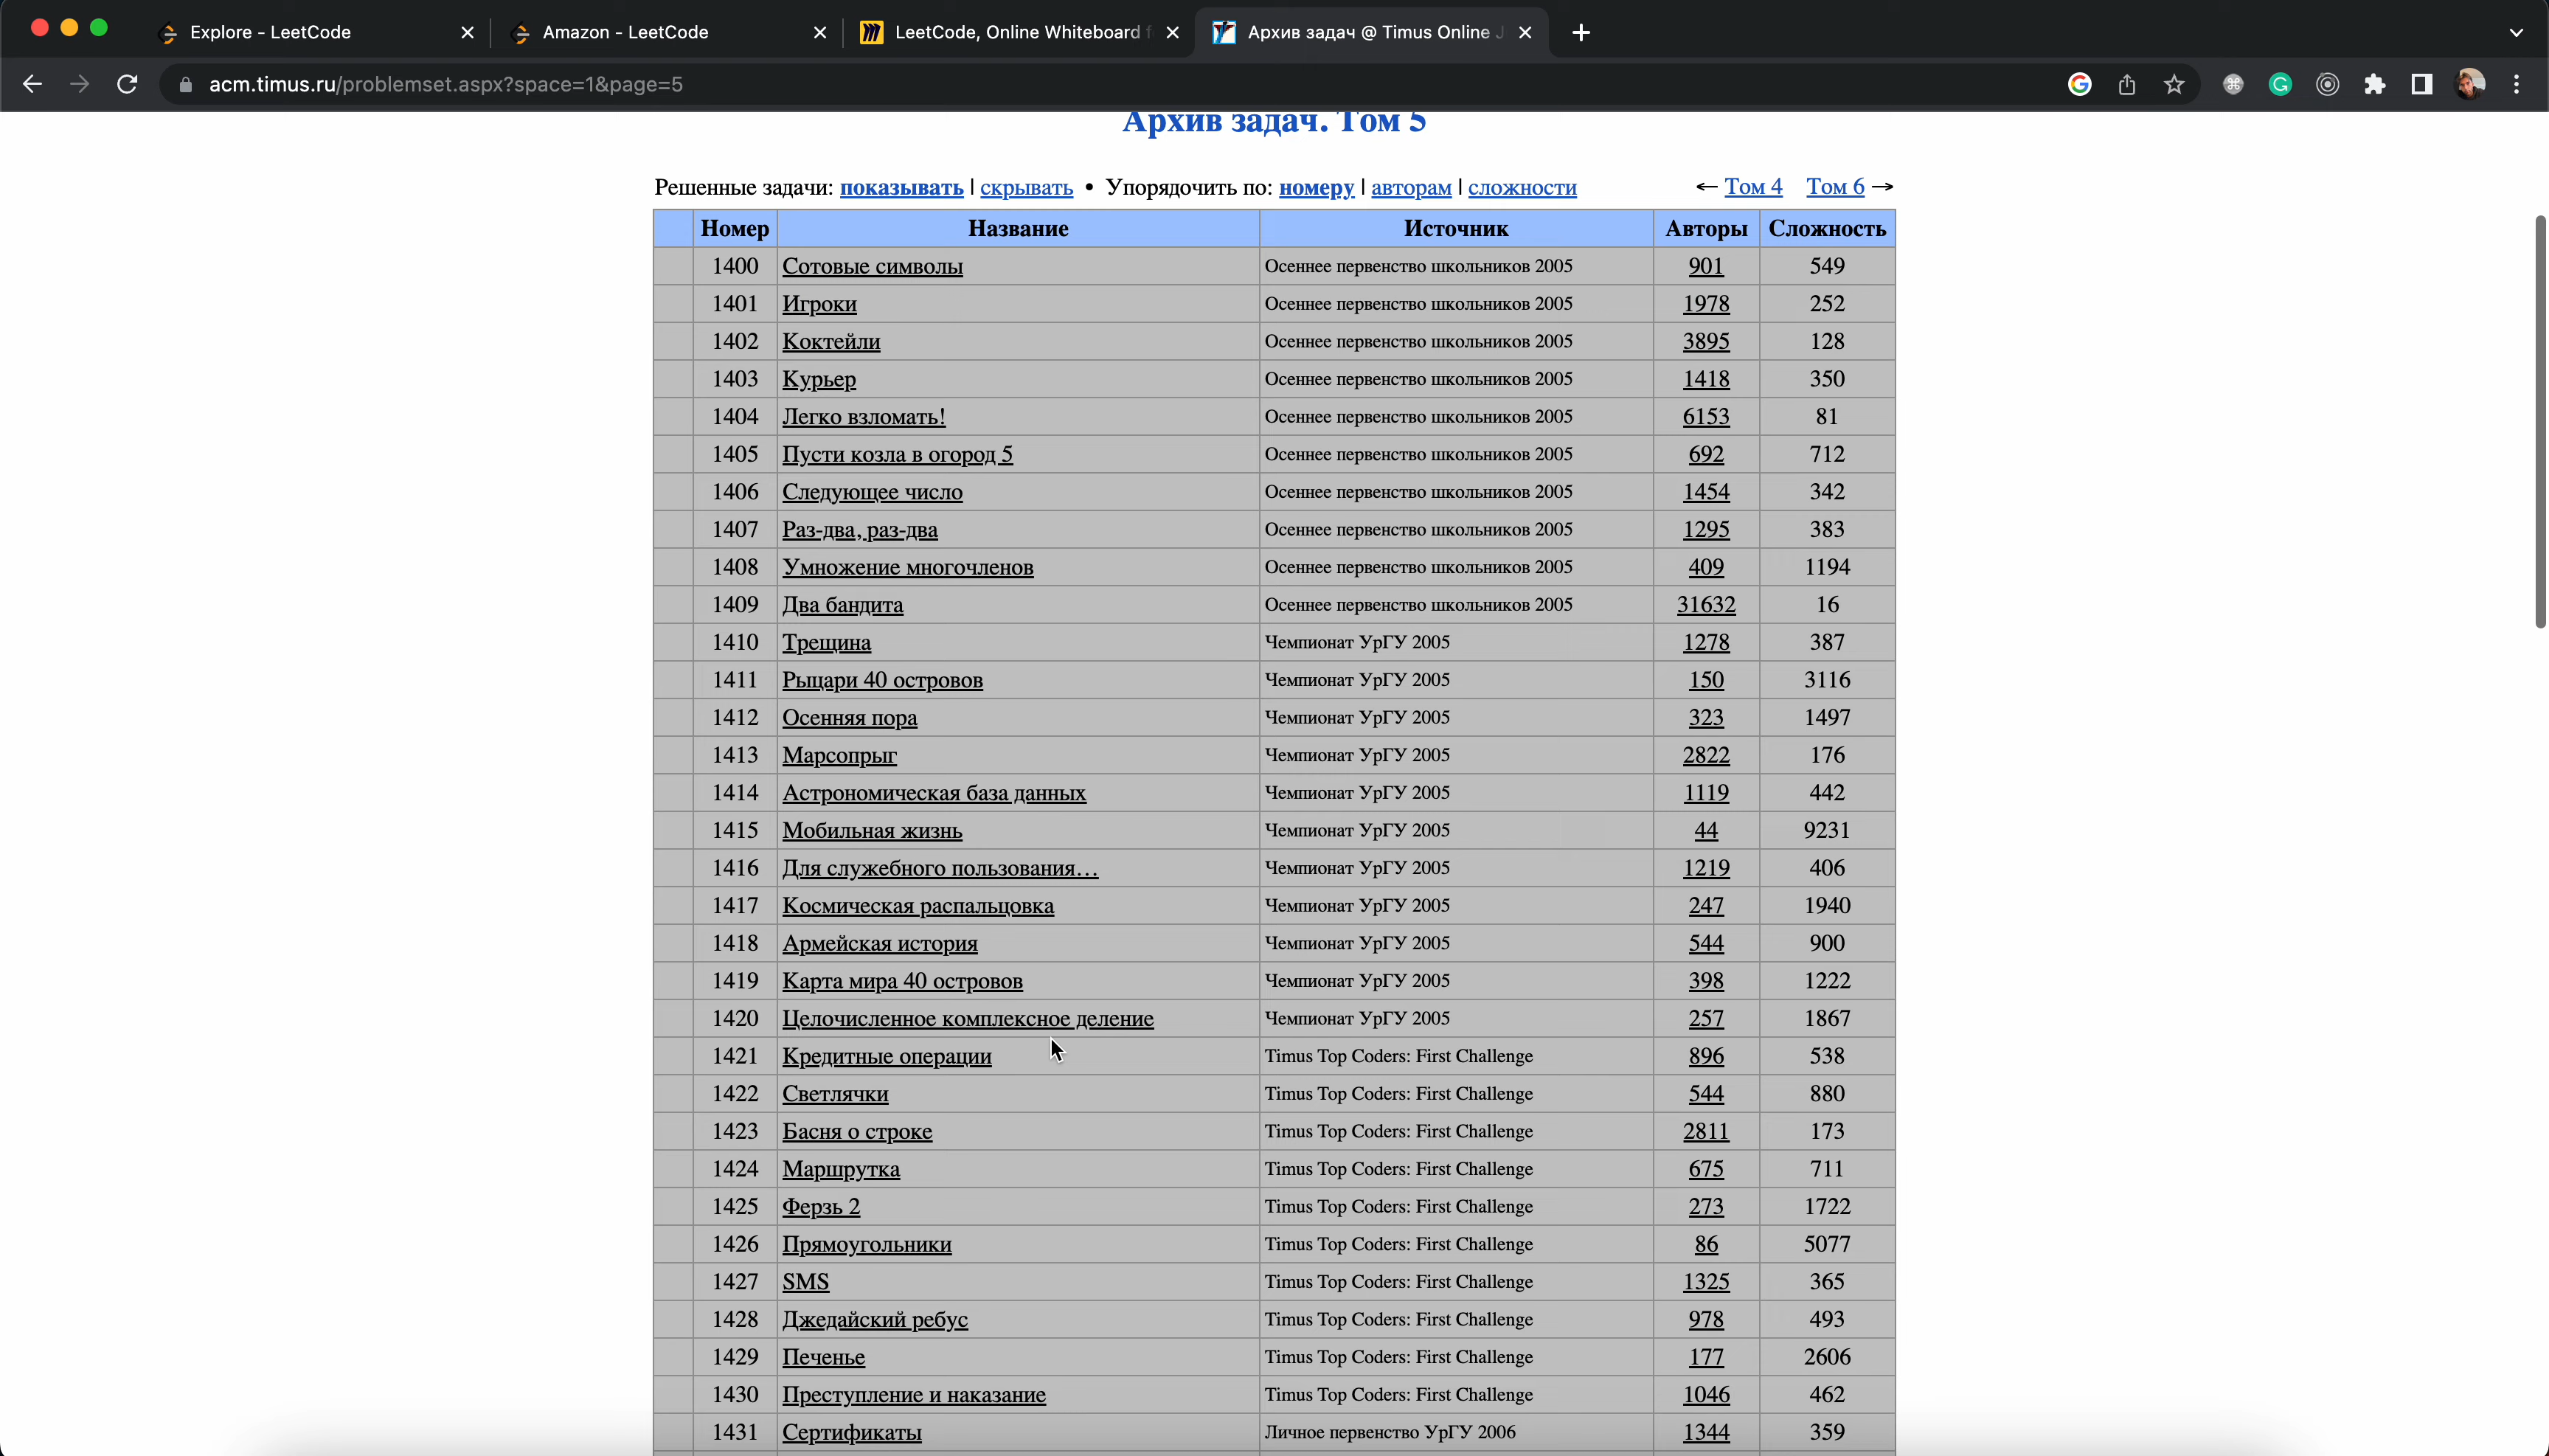 Explore - LeetCode
Amazon - LeetCode
LeetCode, Online Whiteboard f
Архив задач @ Timus Online J
acm.timus.ru/problemset.aspx?space=1&page=5
Архив задач. Том 5
Решенные задачи: показывать | скрывать • Упорядочить по: номеру | авторам | сложности ← Том 4 Том 6 →
Номер Название Источник Авторы Сложность
1400 Сотовые символы Осеннее первенство школьников 2005 901 549
1401 Игроки Осеннее первенство школьников 2005 1978 252
1402 Коктейли Осеннее первенство школьников 2005 3895 128
1403 Курьер Осеннее первенство школьников 2005 1418 350
1404 Легко взломать! Осеннее первенство школьников 2005 6153 81
1405 Пусти козла в огород 5 Осеннее первенство школьников 2005 692 712
1406 Следующее число Осеннее первенство школьников 2005 1454 342
1407 Раз-два, раз-два Осеннее первенство школьников 2005 1295 383
1408 Умножение многочленов Осеннее первенство школьников 2005 409 1194
1409 Два бандита Осеннее первенство школьников 2005 31632 16
1410 Трещина Чемпионат УрГУ 2005 1278 387
1411 Рыцари 40 островов Чемпионат УрГУ 2005 150 3116
1412 Осенняя пора Чемпионат УрГУ 2005 323 1497
1413 Марсопрыг Чемпионат УрГУ 2005 2822 176
1414 Астрономическая база данных Чемпионат УрГУ 2005 1119 442
1415 Мобильная жизнь Чемпионат УрГУ 2005 44 9231
1416 Для служебного пользования… Чемпионат УрГУ 2005 1219 406
1417 Космическая распальцовка Чемпионат УрГУ 2005 247 1940
1418 Армейская история Чемпионат УрГУ 2005 544 900
1419 Карта мира 40 островов Чемпионат УрГУ 2005 398 1222
1420 Целочисленное комплексное деление Чемпионат УрГУ 2005 257 1867
1421 Кредитные операции Timus Top Coders: First Challenge 896 538
1422 Светлячки Timus Top Coders: First Challenge 544 880
1423 Басня о строке Timus Top Coders: First Challenge 2811 173
1424 Маршрутка Timus Top Coders: First Challenge 675 711
1425 Ферзь 2 Timus Top Coders: First Challenge 273 1722
1426 Прямоугольники Timus Top Coders: First Challenge 86 5077
1427 SMS Timus Top Coders: First Challenge 1325 365
1428 Джедайский ребус Timus Top Coders: First Challenge 978 493
1429 Печенье Timus Top Coders: First Challenge 177 2606
1430 Преступление и наказание Timus Top Coders: First Challenge 1046 462
1431 Сертификаты Личное первенство УрГУ 2006 1344 359